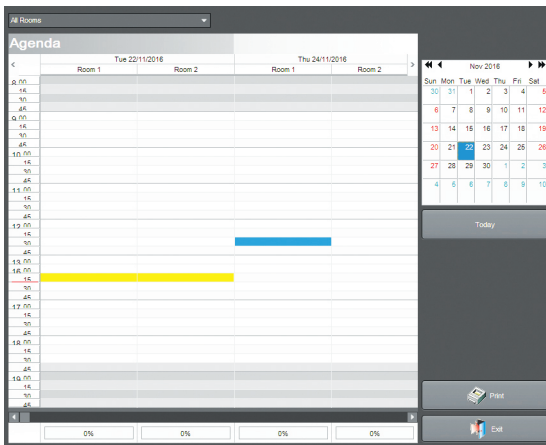 All Rooms
Agenda
Tue 22/11/2016 Thu 24/11/2016
< Room 1 Room 2 Room 1 Room 2 >
8 00
15
30
45
9 00
15
30
45
10 00
15
30
45
11 00
15
30
45
12 00
15
30
45
13 00
16 00
15
30
45
17 00
15
30
45
18 00
15
30
45
19 00
15
30
45
0% 0% 0% 0%
Nov 2016
Sun Mon Tue Wed Thu Fri Sat
30 31 1 2 3 4 5
6 7 8 9 10 11 12
13 14 15 16 17 18 19
20 21 22 23 24 25 26
27 28 29 30 1 2 3
4 5 6 7 8 9 10
Today
Print
Exit